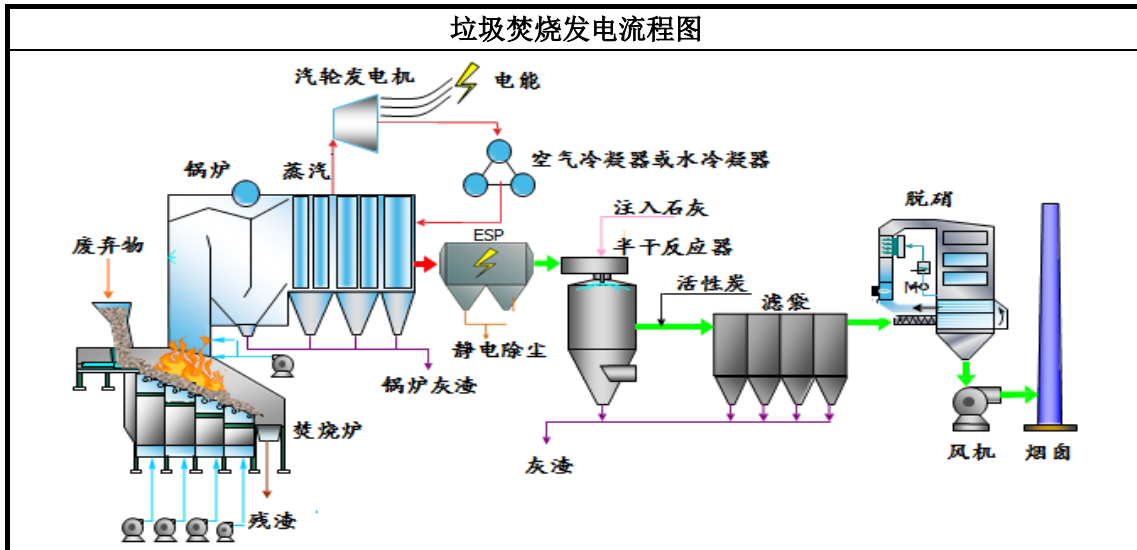 垃圾焚烧发电流程图
汽轮发电机
电能
锅炉
蒸汽
空气冷凝器或水冷凝器
注入石灰
脱硝
废弃物
ESP
半干反应器
活性炭
滤袋
静电除尘
锅炉灰渣
焚烧炉
灰渣
风机
烟囱
残渣